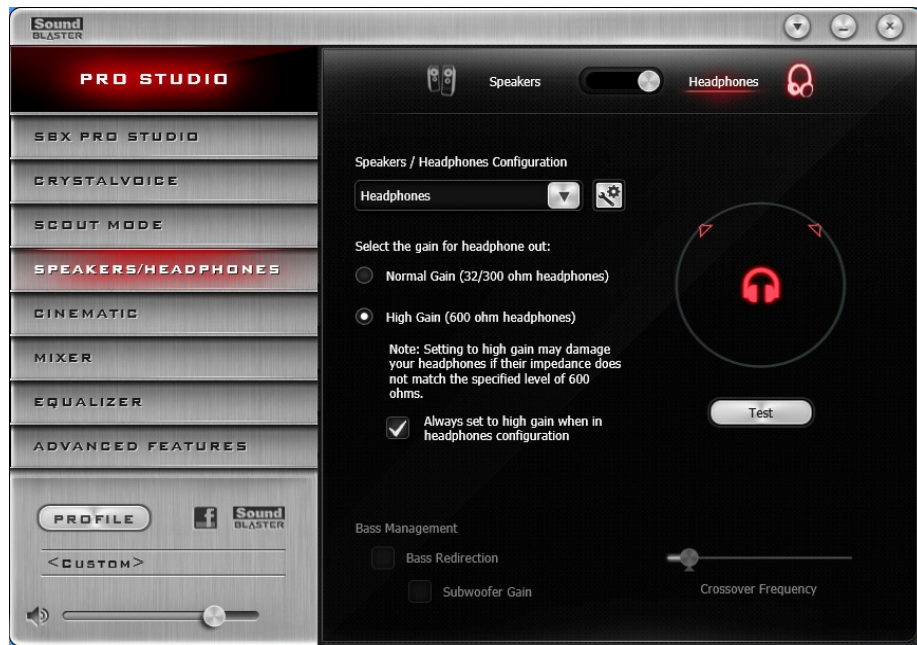 Sound
BLASTER
PRO STUDIO
SBX PRO STUDIO
CRYSTALVOICE
SCOUT MODE
SPEAKERS/HEADPHONES
CINEMATIC
MIXER
EQUALIZER
ADVANCED FEATURES
PROFILE
f
Sound
BLASTER
<CUSTOM>
Speakers
Headphones
Speakers / Headphones Configuration
Headphones
Select the gain for headphone out:
Normal Gain (32/300 ohm headphones)
High Gain (600 ohm headphones)
Note: Setting to high gain may damage
your headphones if their impedance does
not match the specified level of 600
ohms.
Always set to high gain when in
headphones configuration
Test
Bass Management
Bass Redirection
Subwoofer Gain
Crossover Frequency